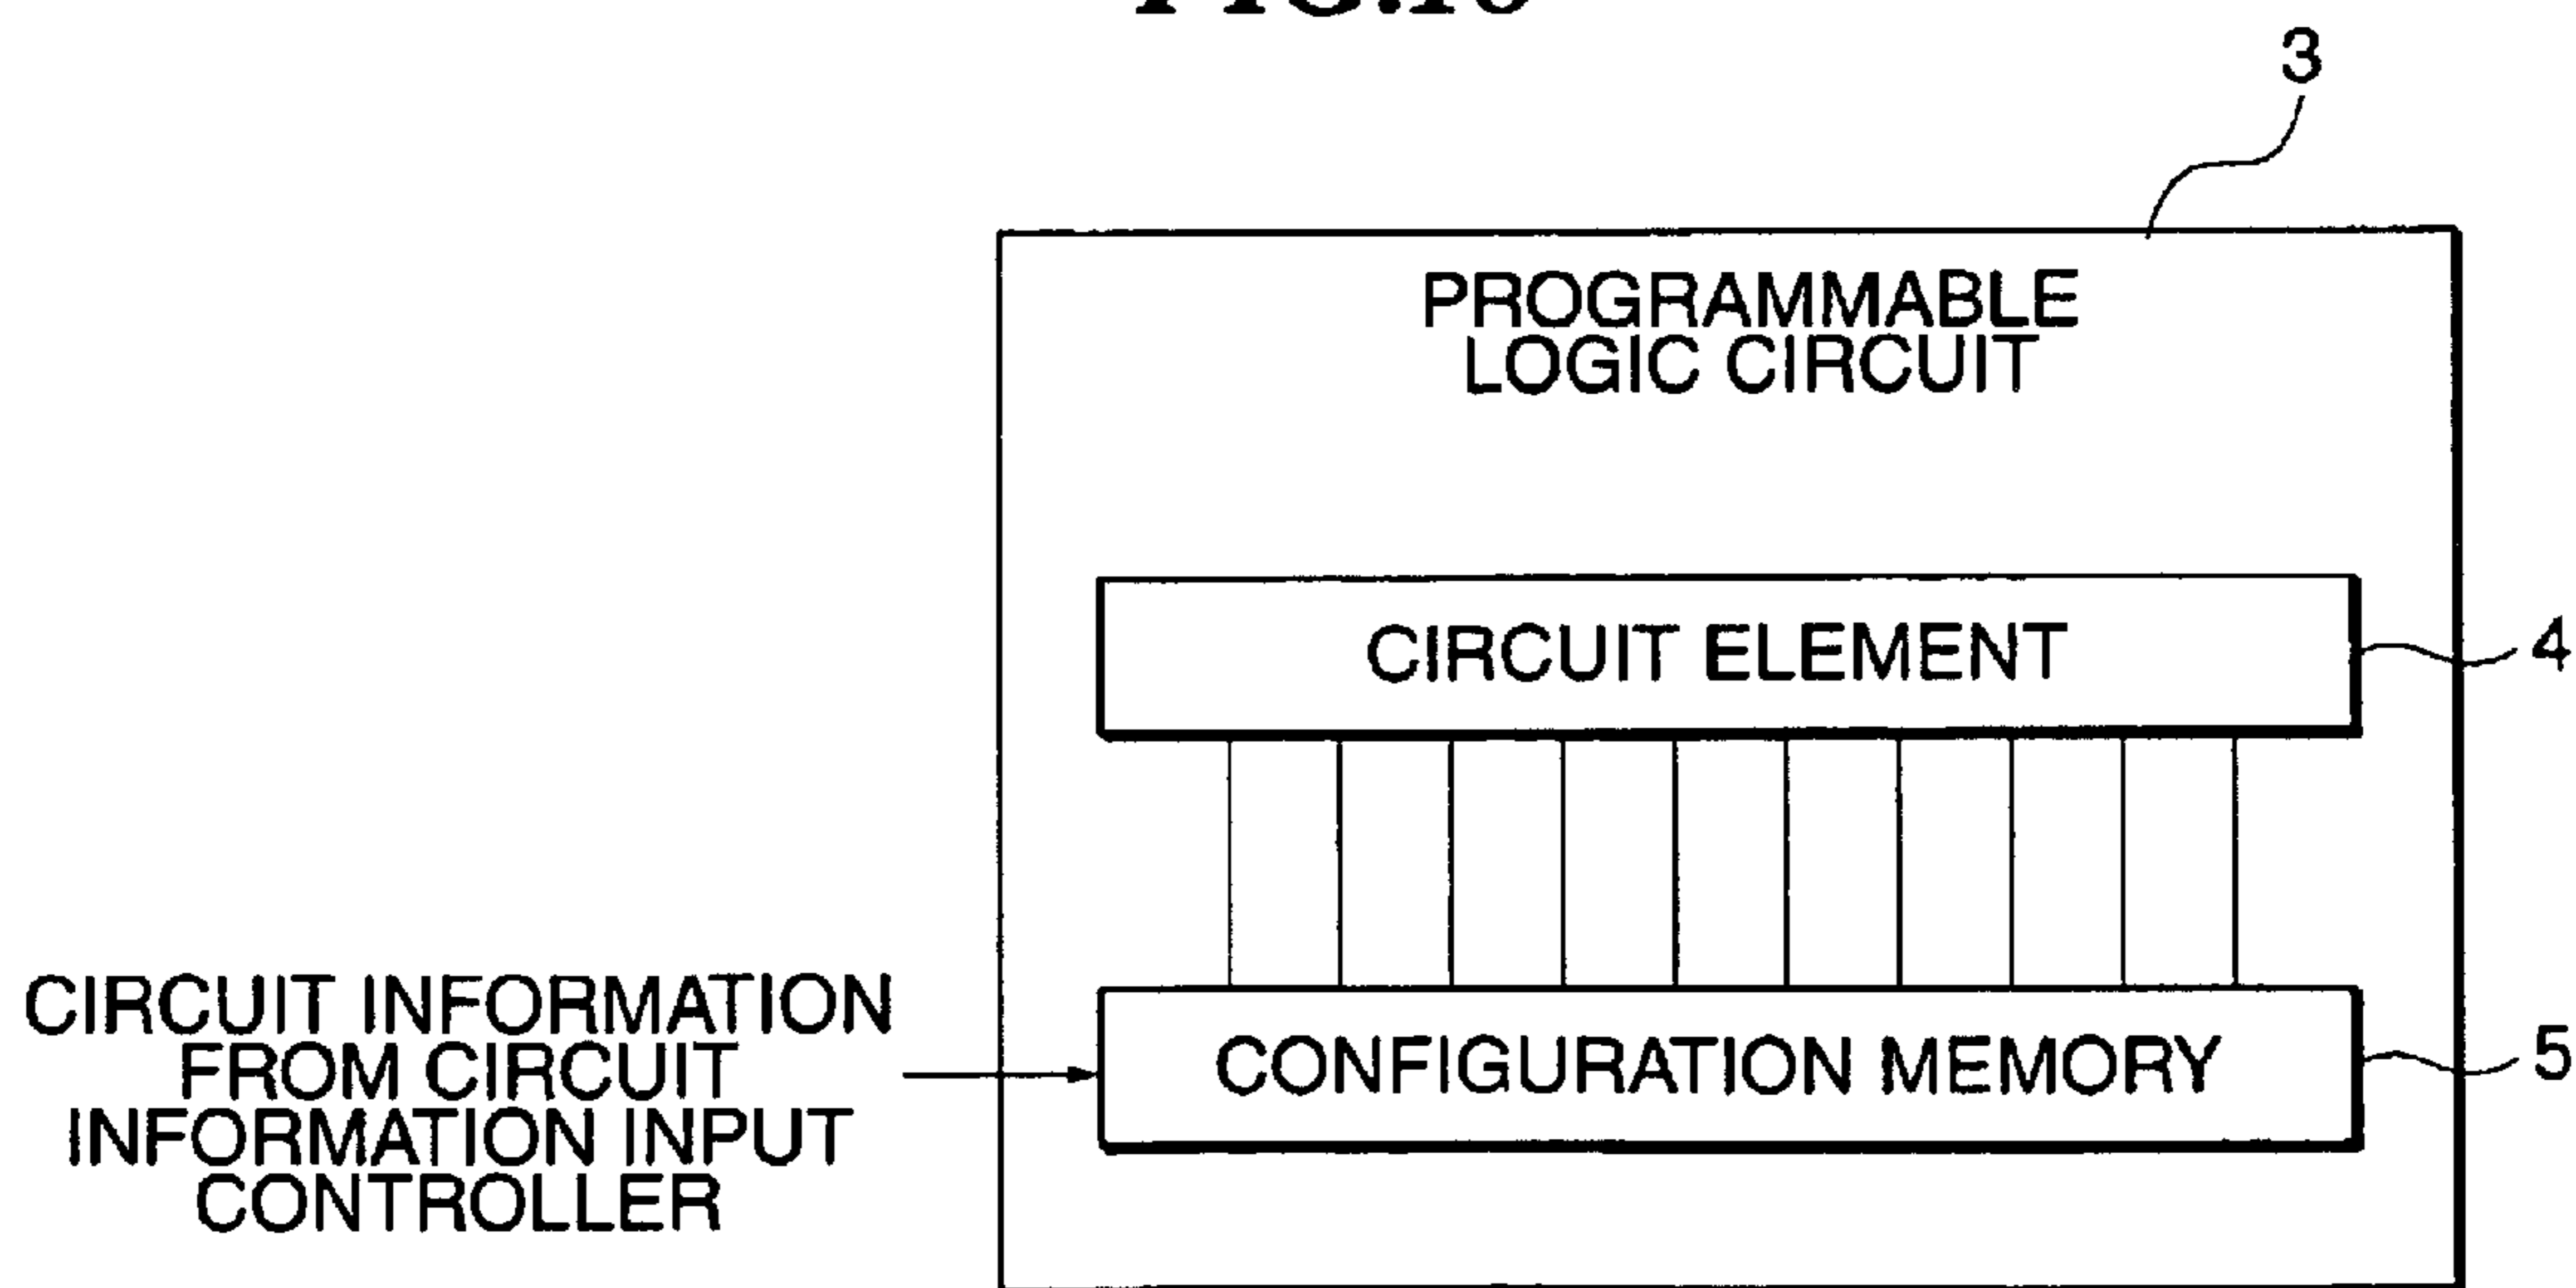 3
PROGRAMMABLE
LOGIC CIRCUIT
CIRCUIT ELEMENT
4
CIRCUIT INFORMATION
FROM CIRCUIT
INFORMATION INPUT
CONTROLLER
CONFIGURATION MEMORY
5